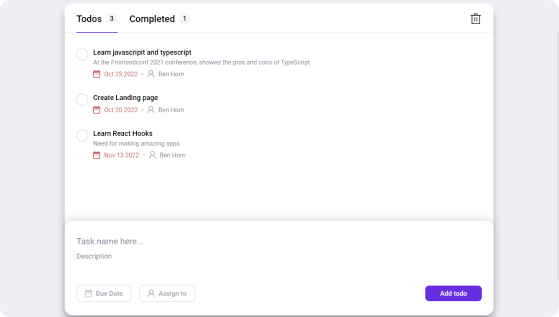 Todos 3 Completed 1
Learn javascripit and typescript
At the Frontendconf 2021 conference, showed the pros and cons of TypeScript
Oct 25 2022 • Ben Horn
Create Landing page
Oct 20 2022 • Ben Horn
Learn React Hooks
Need for making amazing apps
Nov 13 2022 • Ben Horn
Task name here...
Description
Due Date Assign to Add todo